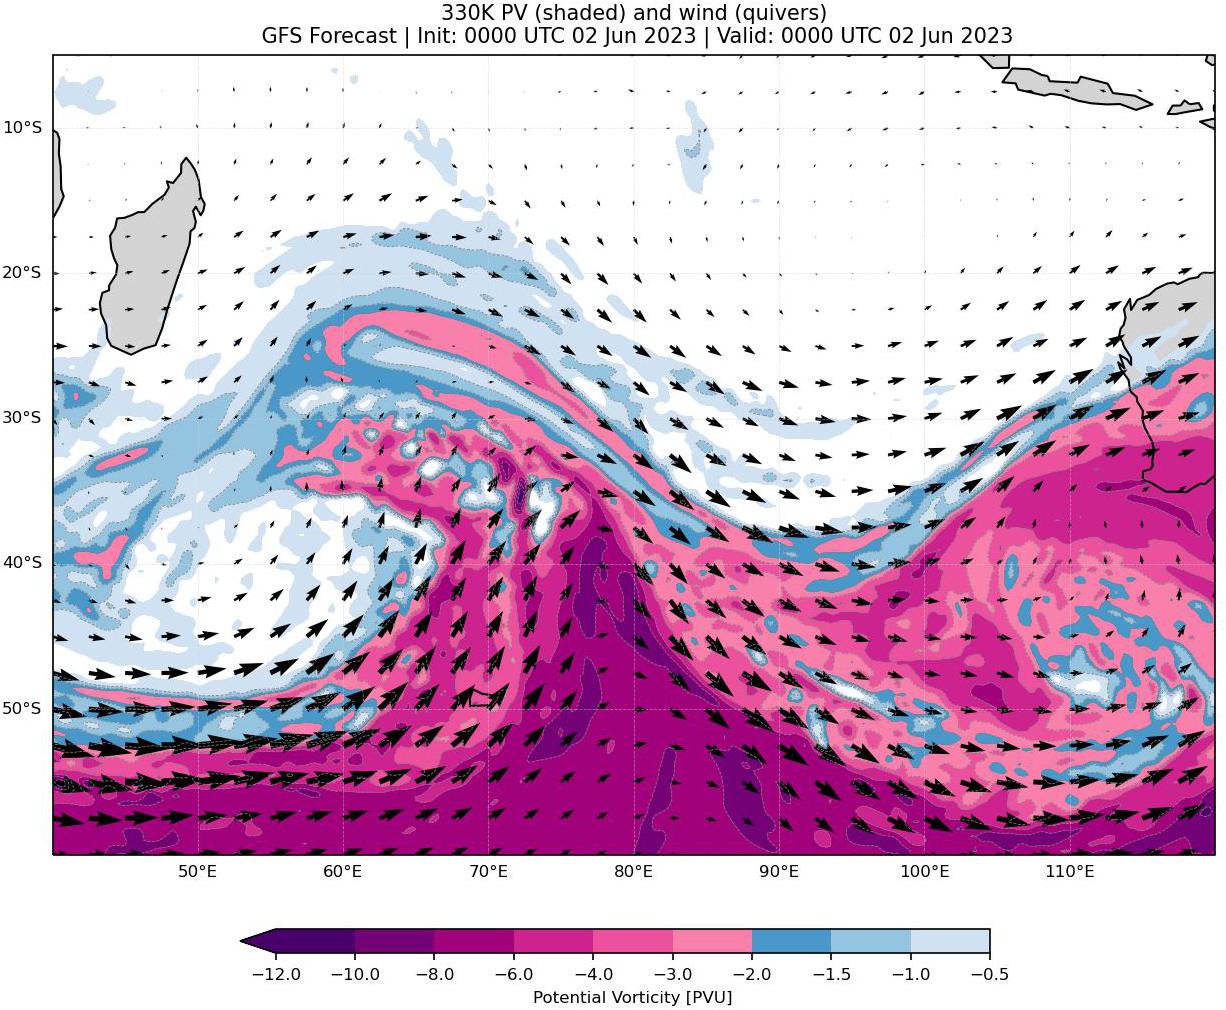 330K PV (shaded) and wind (quivers)
GFS Forecast | Init: 0000 UTC 02 Jun 2023 | Valid: 0000 UTC 02 Jun 2023
10°S
20°S
30°S
40°S
50°S
50°E 60°E 70°E 80°E 90°E 100°E 110°E
−12.0 −10.0 −8.0 −6.0 −4.0 −3.0 −2.0 −1.5 −1.0 −0.5
Potential Vorticity [PVU]